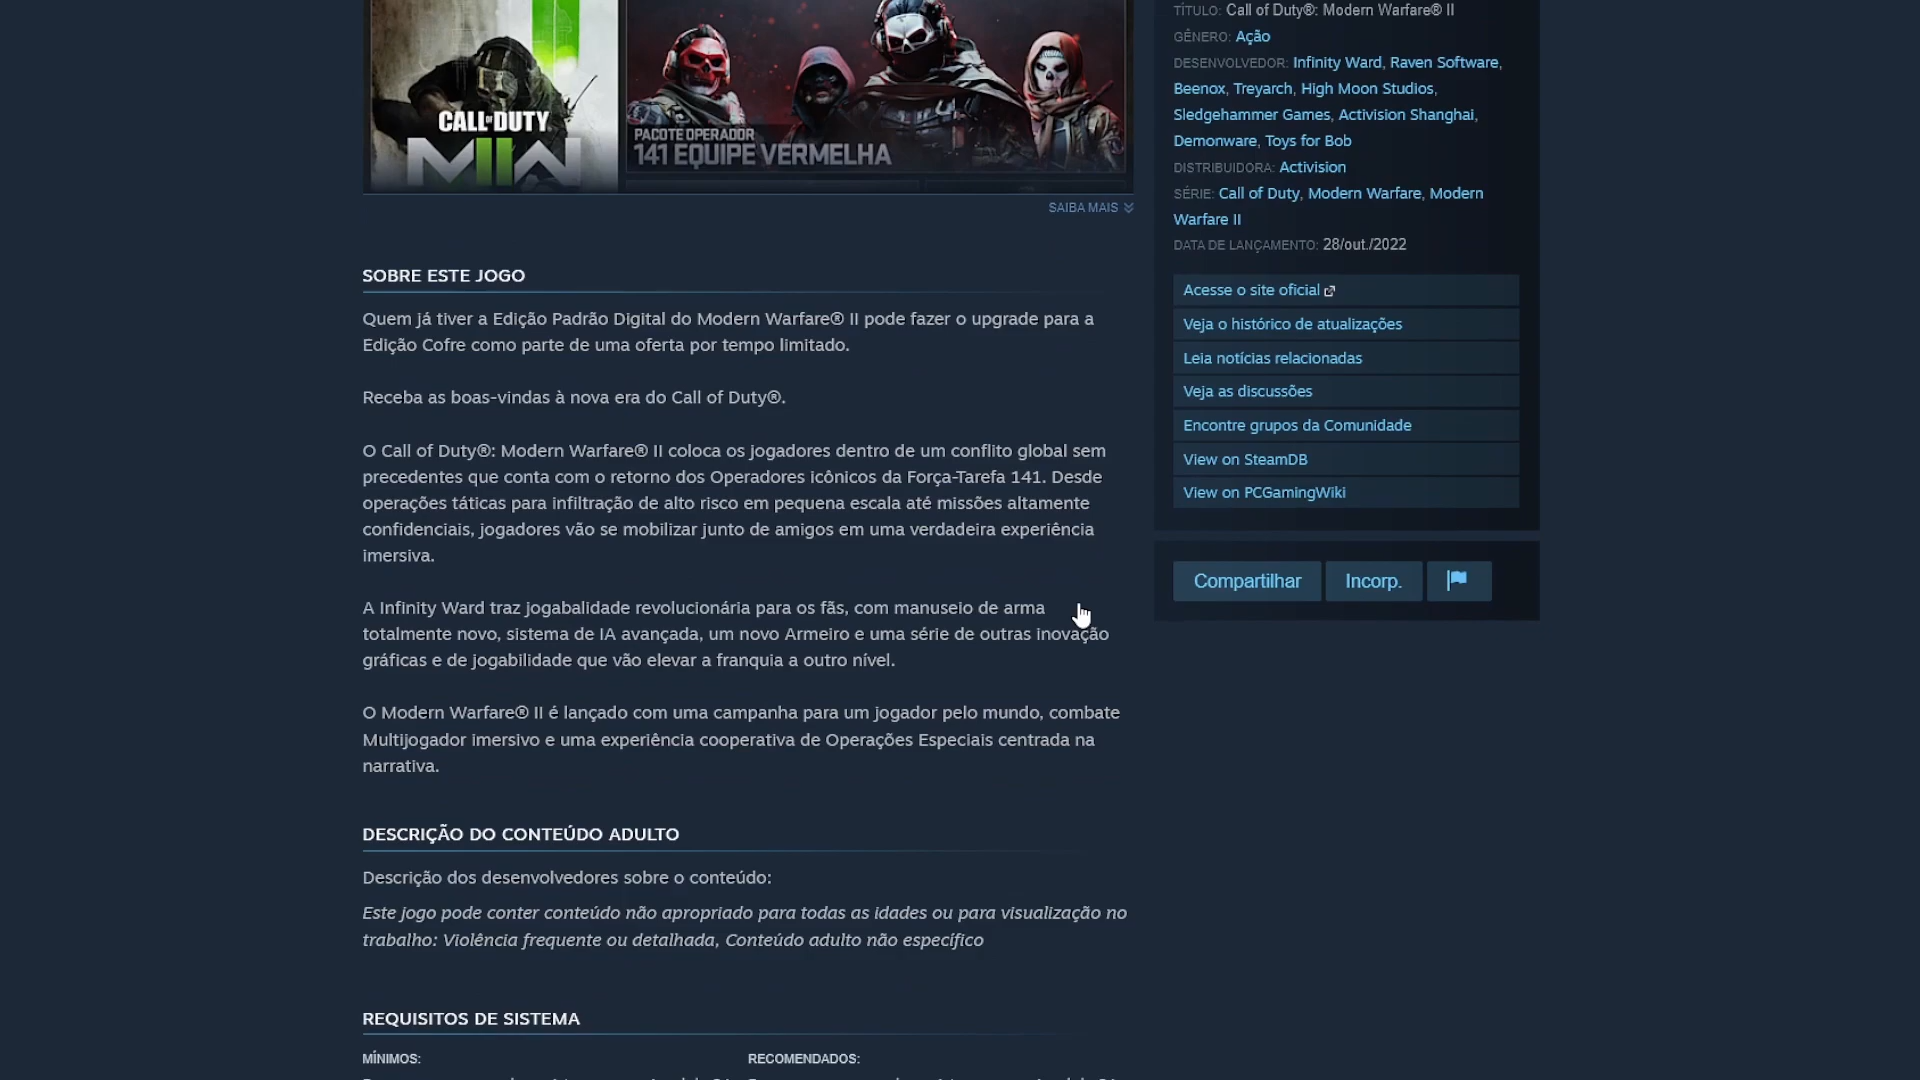 CALL OF DUTY
MWII
PACOTE OPERADOR
141 EQUIPE VERMELHA
SAIBA MAIS
SOBRE ESTE JOGO
Quem já tiver a Edição Padrão Digital do Modern Warfare® II pode fazer o upgrade para a
Edição Cofre como parte de uma oferta por tempo limitado.
Receba as boas-vindas à nova era do Call of Duty®.
O Call of Duty®: Modern Warfare® II coloca os jogadores dentro de um conflito global sem
precedentes que conta com o retorno dos Operadores icônicos da Força-Tarefa 141. Desde
operações táticas para infiltração de alto risco em pequena escala até missões altamente
confidenciais, jogadores vão se mobilizar junto de amigos em uma verdadeira experiência
imersiva.
A Infinity Ward traz jogabalidade revolucionária para os fãs, com manuseio de arma
totalmente novo, sistema de IA avançada, um novo Armeiro e uma série de outras inovação
gráficas e de jogabilidade que vão elevar a franquia a outro nível.
O Modern Warfare® II é lançado com uma campanha para um jogador pelo mundo, combate
Multijogador imersivo e uma experiência cooperativa de Operações Especiais centrada na
narrativa.
DESCRIÇÃO DO CONTEÚDO ADULTO
Descrição dos desenvolvedores sobre o conteúdo:
Este jogo pode conter conteúdo não apropriado para todas as idades ou para visualização no
trabalho: Violência frequente ou detalhada, Conteúdo adulto não específico
REQUISITOS DE SISTEMA
MÍNIMOS:
RECOMENDADOS:
TÍTULO: Call of Duty®: Modern Warfare® II
GÊNERO: Ação
DESENVOLVEDOR: Infinity Ward, Raven Software,
Beenox, Treyarch, High Moon Studios,
Sledgehammer Games, Activision Shanghai,
Demonware, Toys for Bob
DISTRIBUIDORA: Activision
SÉRIE: Call of Duty, Modern Warfare, Modern
Warfare II
DATA DE LANÇAMENTO: 28/out./2022
Acesse o site oficial
Veja o histórico de atualizações
Leia notícias relacionadas
Veja as discussões
Encontre grupos da Comunidade
View on SteamDB
View on PCGamingWiki
Compartilhar
Incorp.